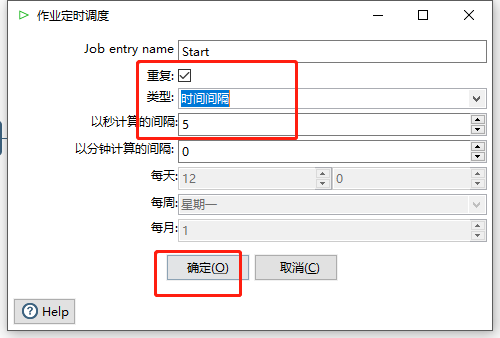 作业定时调度
Job entry name Start
重复:
类型: 时间间隔
以秒计算的间隔: 5
以分钟计算的间隔: 0
每天: 12 0
每周: 星期一
每月: 1
确定(O) 取消(C)
Help